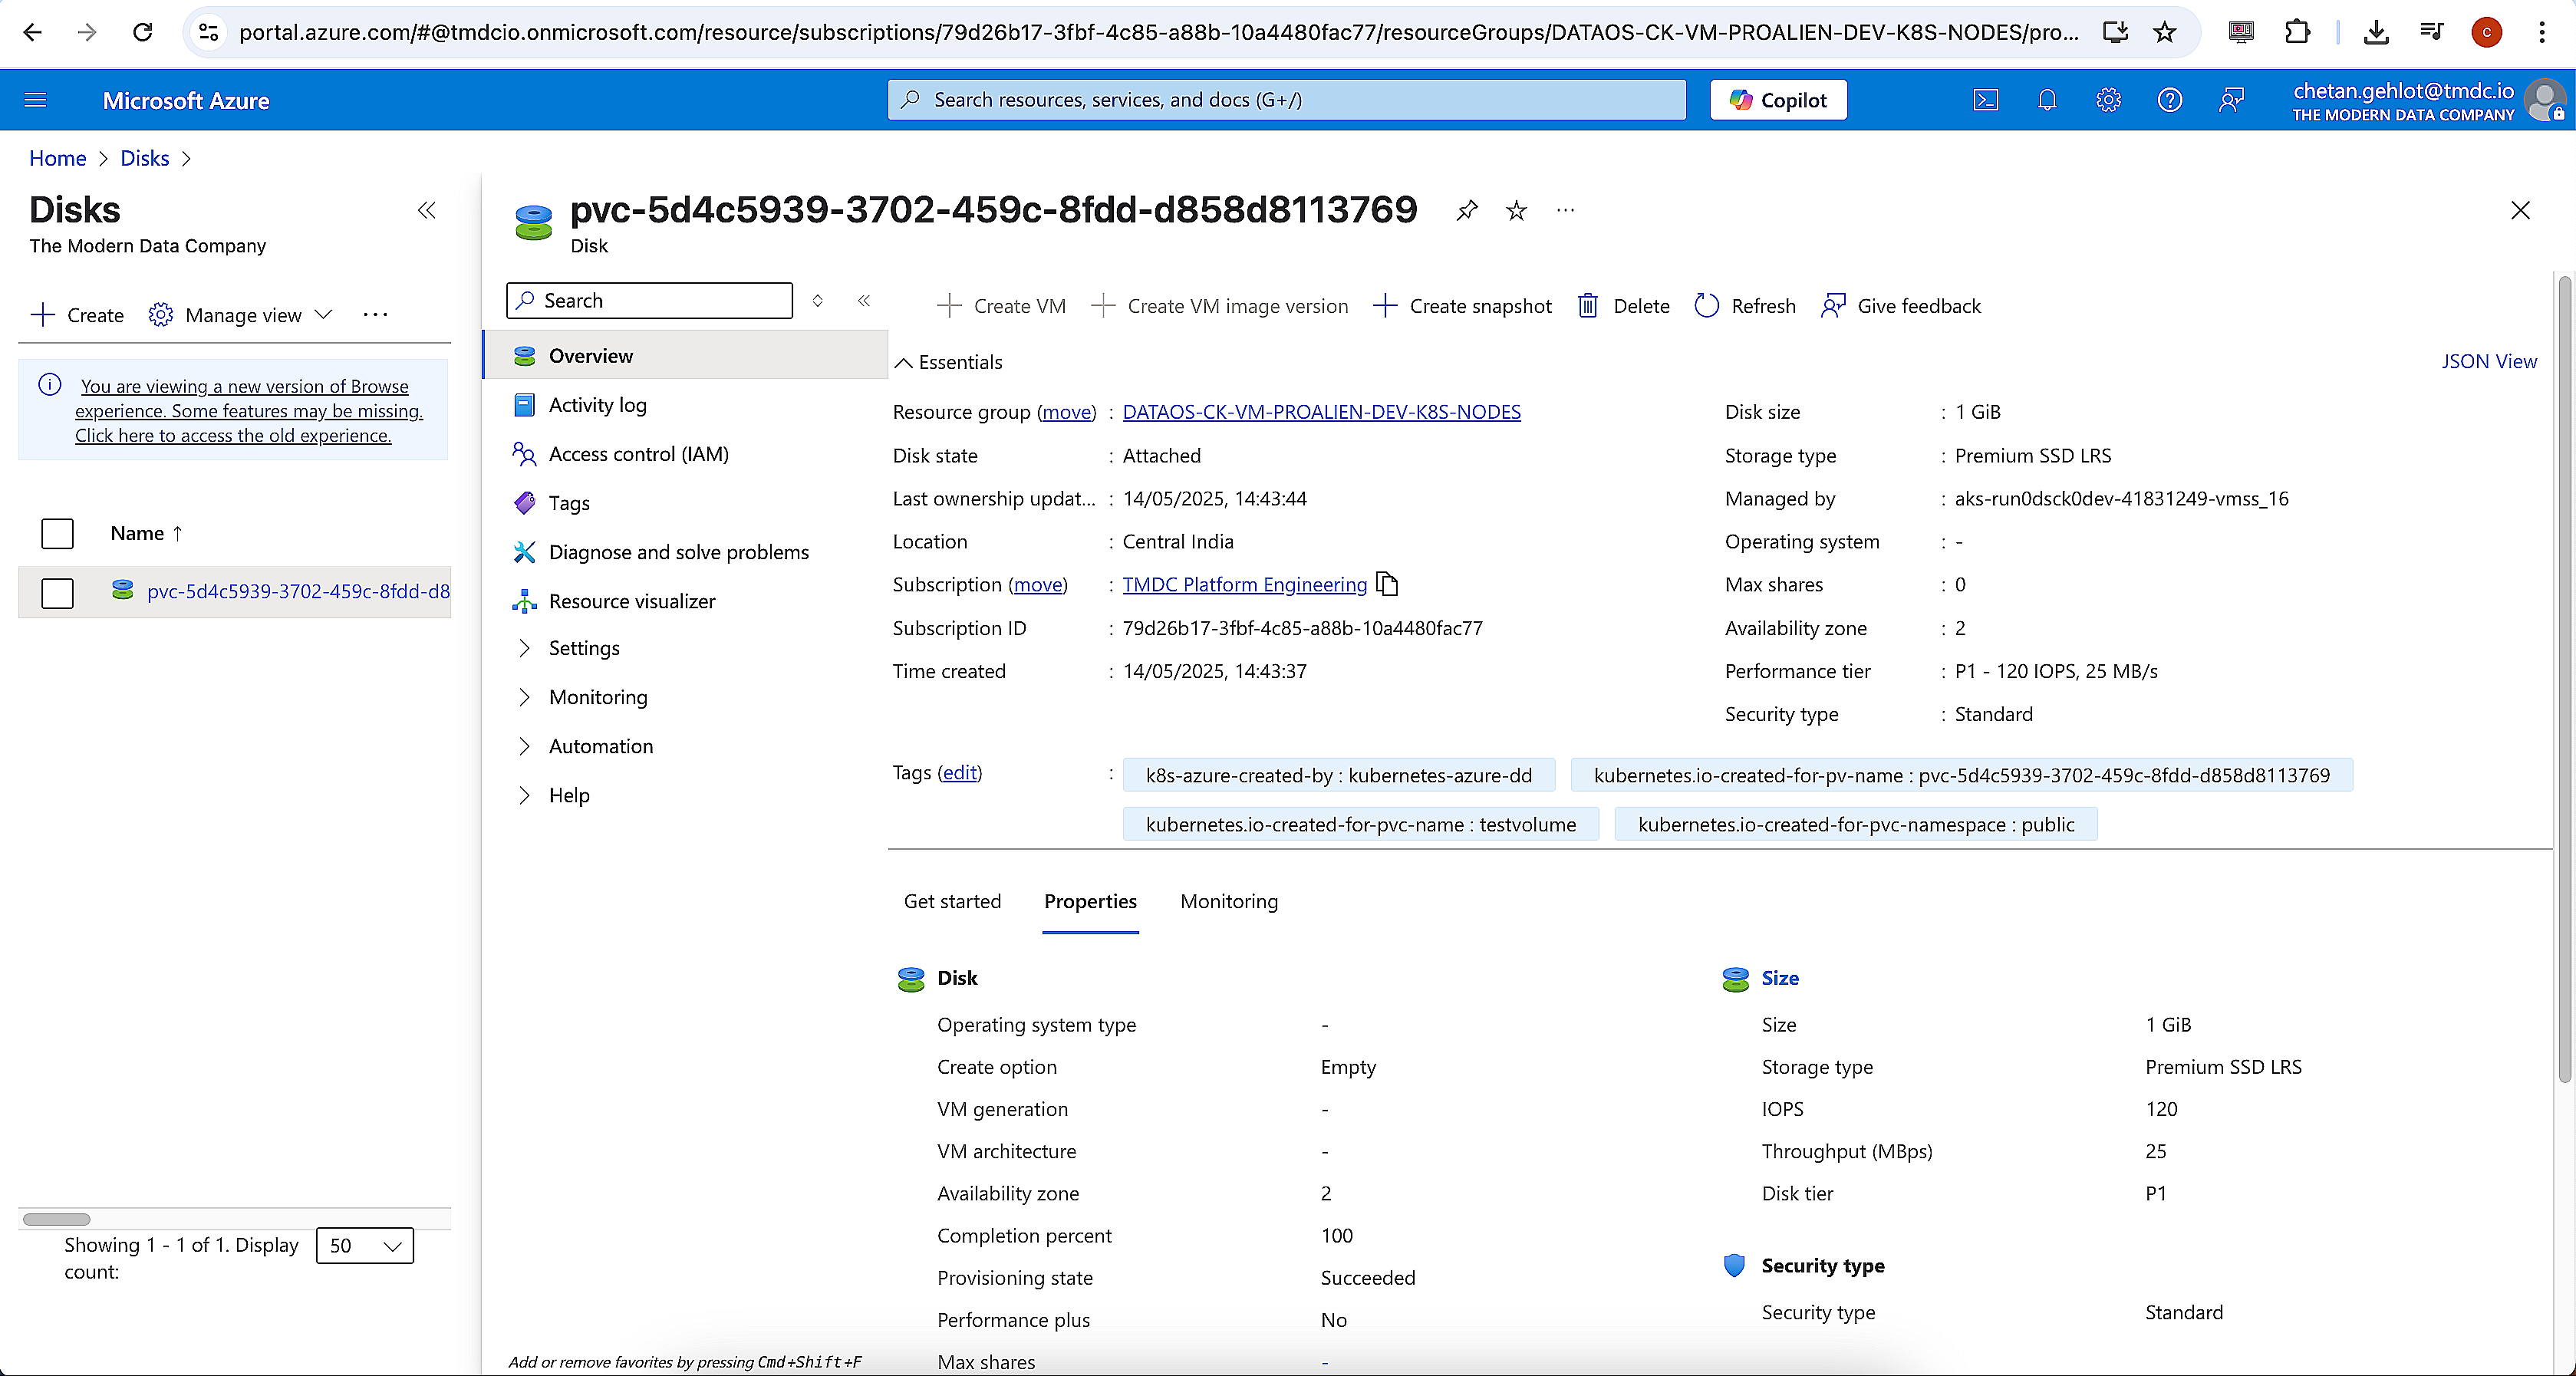 portal.azure.com/#@tmdcio.onmicrosoft.com/resource/subscriptions/79d26b17-3fbf-4c85-a88b-10a4480fac77/resourceGroups/DATAOS-CK-VM-PROALIEN-DEV-K8S-NODES/pro...
C
Microsoft Azure
Search resources, services, and docs (G+/)
Copilot
chetan.gehlot@tmdc.io
THE MODERN DATA COMPANY
Home > Disks >
Disks
The Modern Data Company
Create
Manage view
...
You are viewing a new version of Browse
experience. Some features may be missing.
Click here to access the old experience.
Name ↑
pvc-5d4c5939-3702-459c-8fdd-d8
Showing 1 - 1 of 1. Display
count:
50
pvc-5d4c5939-3702-459c-8fdd-d858d8113769
...
Disk
Search
Overview
Activity log
Access control (IAM)
Tags
Diagnose and solve problems
Resource visualizer
Settings
Monitoring
Automation
Help
Add or remove favorites by pressing Cmd+Shift+F
Create VM
Create VM image version
Create snapshot
Delete
Refresh
Give feedback
Essentials
JSON View
Resource group (move) : DATAOS-CK-VM-PROALIEN-DEV-K8S-NODES
Disk state : Attached
Last ownership updat... : 14/05/2025, 14:43:44
Location : Central India
Subscription (move) : TMDC Platform Engineering
Subscription ID : 79d26b17-3fbf-4c85-a88b-10a4480fac77
Time created : 14/05/2025, 14:43:37
Disk size : 1 GiB
Storage type : Premium SSD LRS
Managed by : aks-run0dsck0dev-41831249-vmss_16
Operating system : -
Max shares : 0
Availability zone : 2
Performance tier : P1 - 120 IOPS, 25 MB/s
Security type : Standard
Tags (edit) : k8s-azure-created-by : kubernetes-azure-dd kubernetes.io-created-for-pv-name : pvc-5d4c5939-3702-459c-8fdd-d858d8113769
kubernetes.io-created-for-pvc-name : testvolume kubernetes.io-created-for-pvc-namespace : public
Get started
Properties
Monitoring
Disk
Operating system type -
Create option Empty
VM generation -
VM architecture -
Availability zone 2
Completion percent 100
Provisioning state Succeeded
Performance plus No
Max shares -
Size
Size 1 GiB
Storage type Premium SSD LRS
IOPS 120
Throughput (MBps) 25
Disk tier P1
Security type
Security type Standard